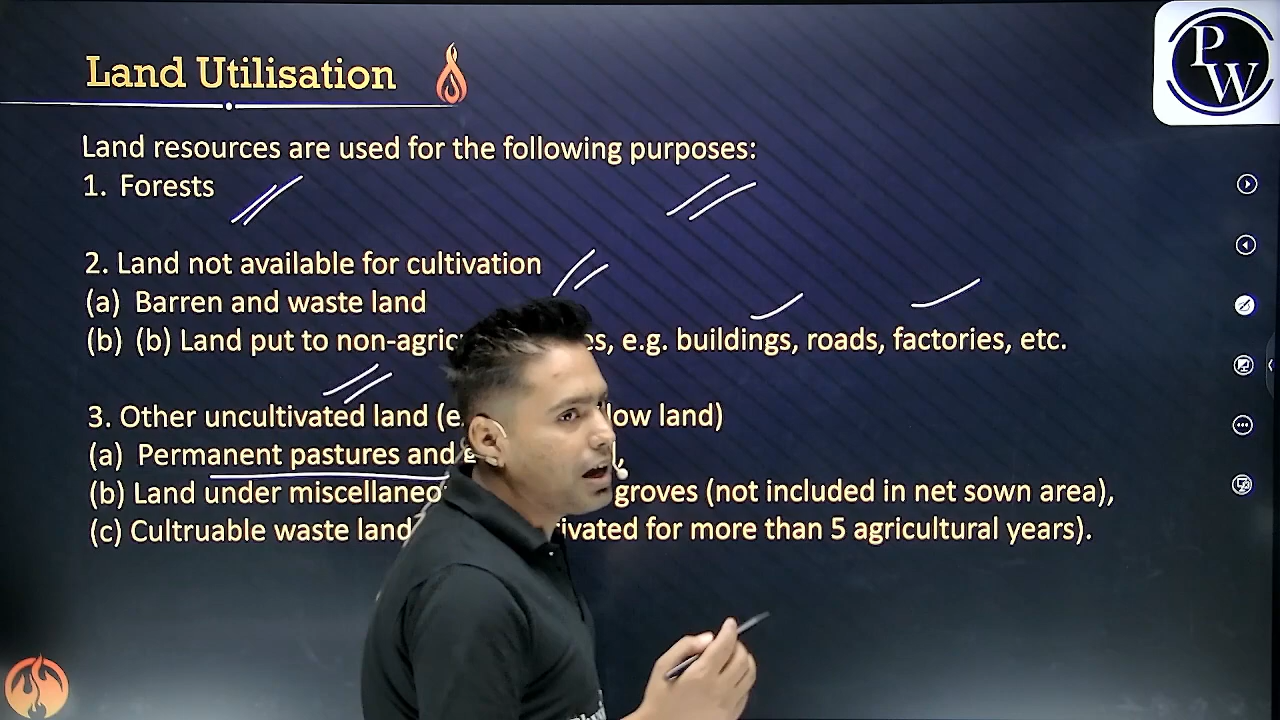 Land Utilisation
PW
Land resources are used for the following purposes:
1. Forests
2. Land not available for cultivation
(a) Barren and waste land
(b) (b) Land put to non-agric es, e.g. buildings, roads, factories, etc.
3. Other uncultivated land (e low land)
(a) Permanent pastures and
(b) Land under miscellaneo groves (not included in net sown area),
(c) Cultruable waste land ivated for more than 5 agricultural years).